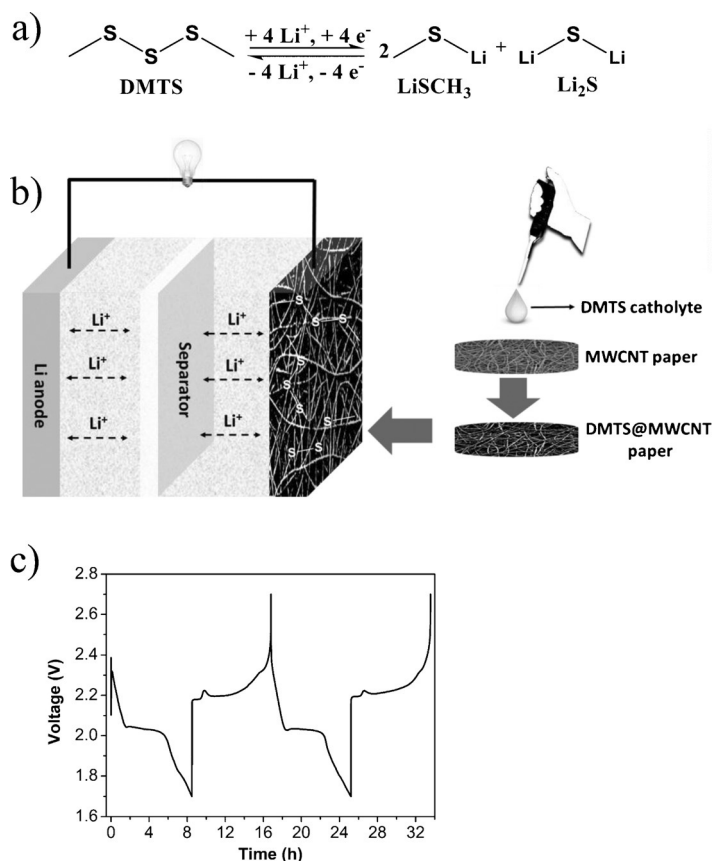 a)
S S S
DMTS
+ 4 Li⁺, + 4 e⁻
- 4 Li⁺, - 4 e⁻
2 S Li
LiSCH₃
+
Li S Li
Li₂S
b)
Li anode
Li⁺ Li⁺
Li⁺ Li⁺
Li⁺ Li⁺
Separator
S S S S
S S
S S S
DMTS catholyte
MWCNT paper
DMTS@MWCNT
paper
c)
Voltage (V)
2.8
2.6
2.4
2.2
2.0
1.8
1.6
0 4 8 12 16 20 24 28 32
Time (h)